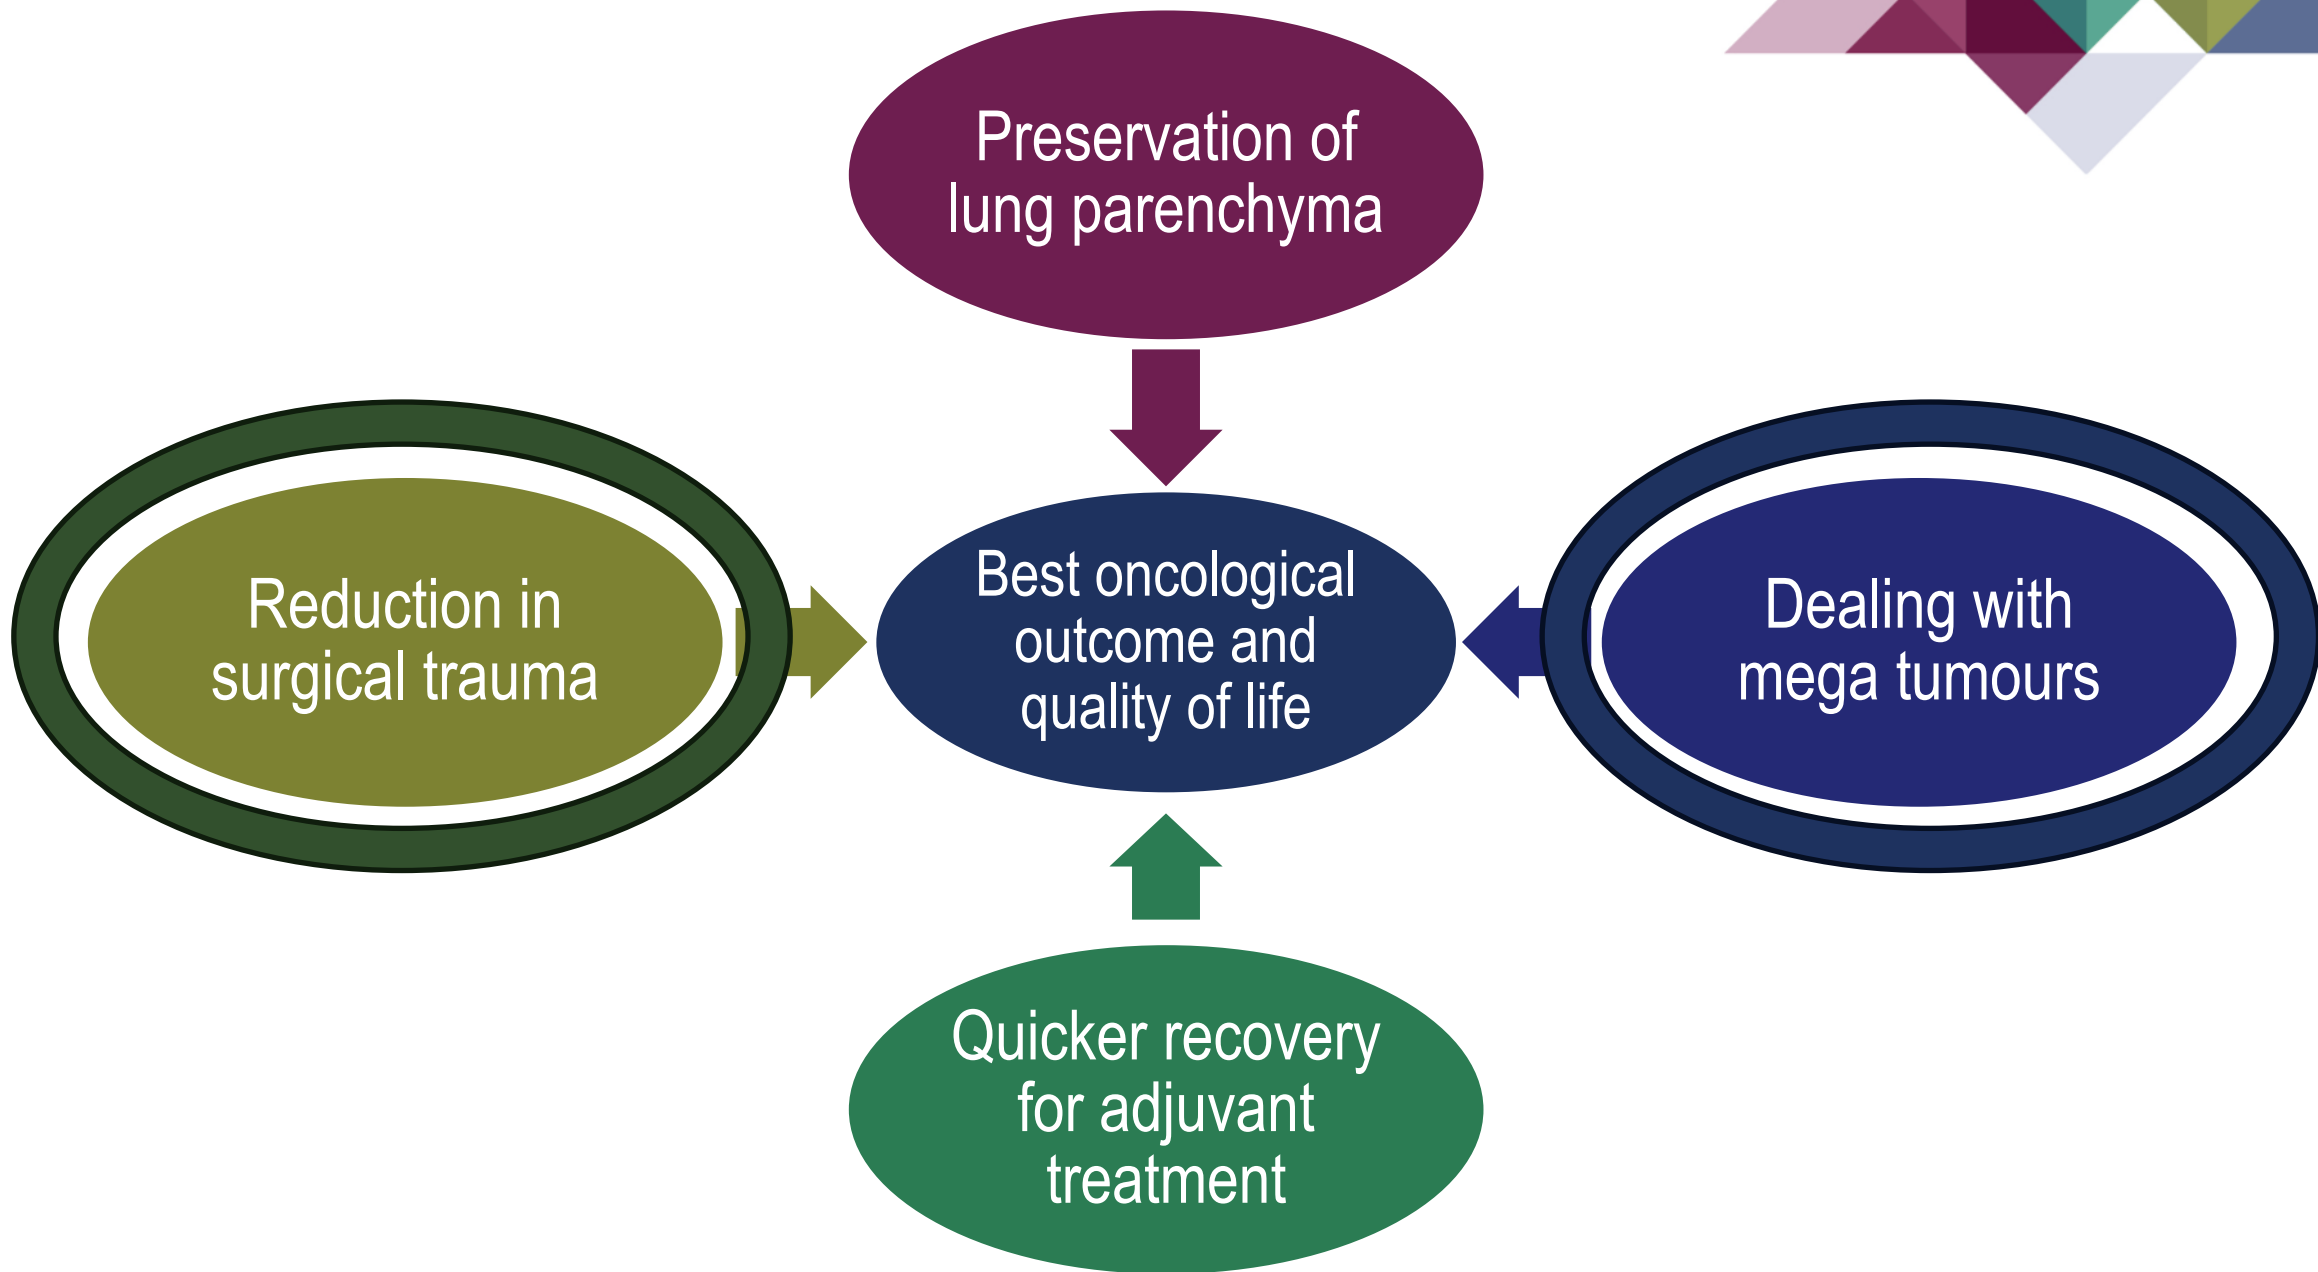 Preservation of
lung parenchyma
Reduction in
surgical trauma
Best oncological
outcome and
quality of life
Dealing with
mega tumours
Quicker recovery
for adjuvant
treatment